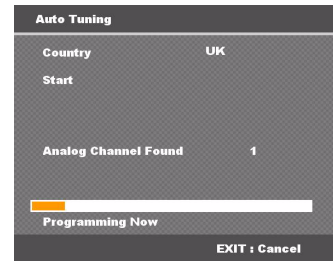 Auto Tuning
Country UK
Start
Analog Channel Found 1
Programming Now
EXIT : Cancel